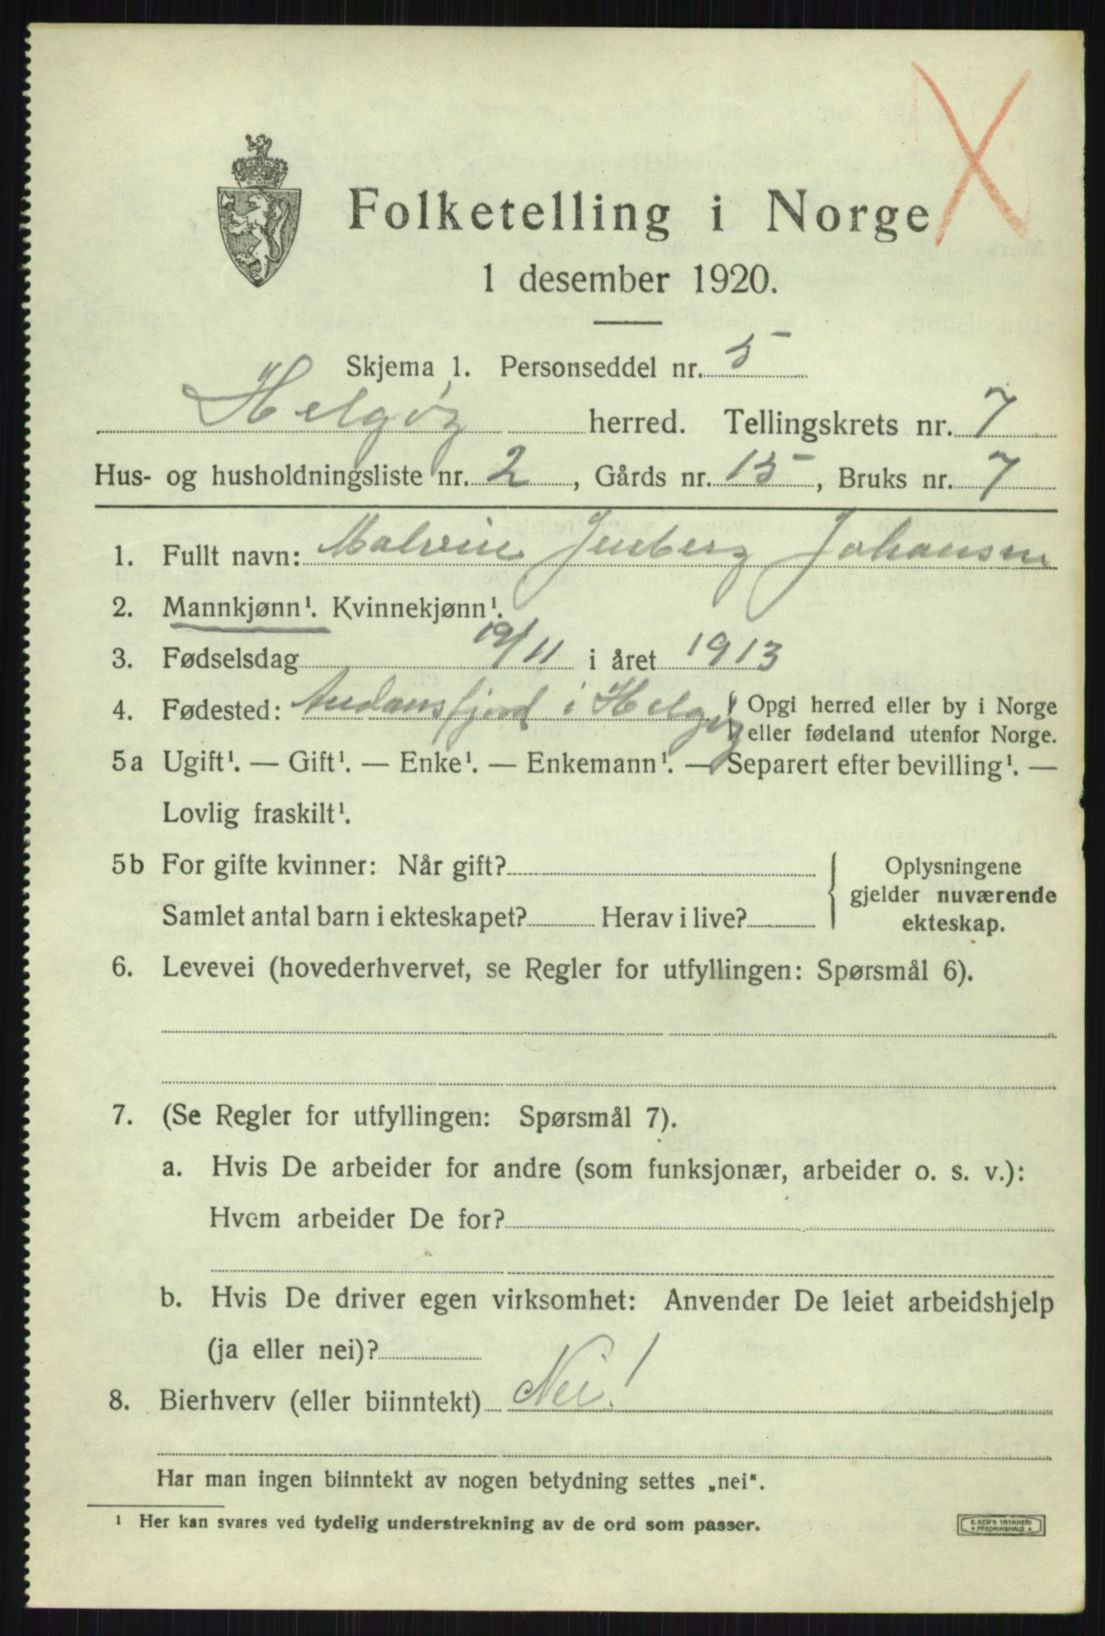 Folketelling i Norge
1 desember 1920.
Skjema 1. Personseddel nr. 5
Helgøy herred. Tellingskrets nr. 7
Hus- og husholdningsliste nr. 2, Gårds nr. 15, Bruks nr. 7
1. Fullt navn: Malvin Jenberg Johansen
2. Mannkjønn¹. Kvinnekjønn¹.
3. Fødselsdag 19/11 i året 1913
4. Fødested: i Helgøy { Opgi herred eller by i Norge
eller fødeland utenfor Norge.
5a Ugift¹. — Gift¹. — Enke¹. — Enkemann¹. — Separert efter bevilling¹. —
Lovlig fraskilt¹.
5b For gifte kvinner: Når gift?
Samlet antal barn i ekteskapet? Herav i live?
{ Oplysningene
gjelder nuværende
ekteskap.
6. Levevei (hovederhvervet, se Regler for utfyllingen: Spørsmål 6).
7. (Se Regler for utfyllingen: Spørsmål 7).
a. Hvis De arbeider for andre (som funksjonær, arbeider o. s. v.):
Hvem arbeider De for?
b. Hvis De driver egen virksomhet: Anvender De leiet arbeidshjelp
(ja eller nei)?
8. Bierhverv (eller biinntekt) Nei!
Har man ingen biinntekt av nogen betydning settes „nei".
¹ Her kan svares ved tydelig understrekning av de ord som passer.
E. SEM'S TRYKKERI
FREDRIKSHALD